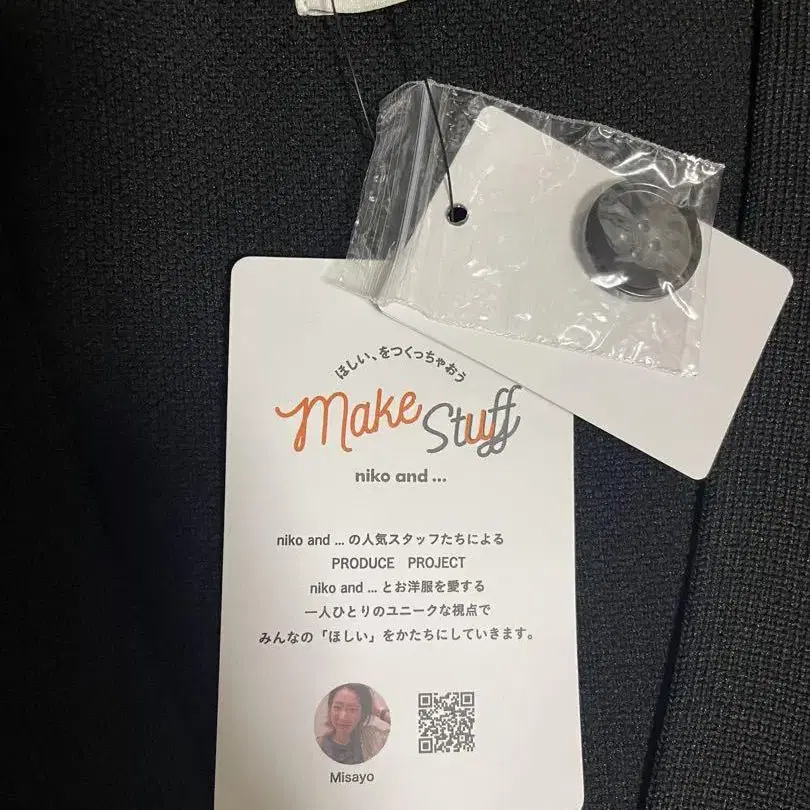 ほしい、をつくっちゃおう
Make Stuff
niko and ...
niko and ... の人気スタッフたちによる
PRODUCE PROJECT
niko and ... とお洋服を愛する
一人ひとりのユニークな視点で
みんなの「ほしい」をかたちにしていきます。
Misayo